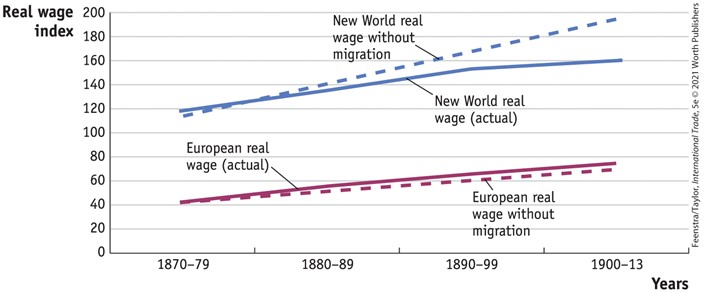 Real wage
index
200
180
160
140
120
100
80
60
40
20
0
New World real
wage without
migration
New World real
wage (actual)
European real
wage (actual)
European real
wage without
migration
1870–79
1880–89
1890–99
1900–13
Years
Feenstra/Taylor, International Trade, 5e © 2021 Worth Publishers